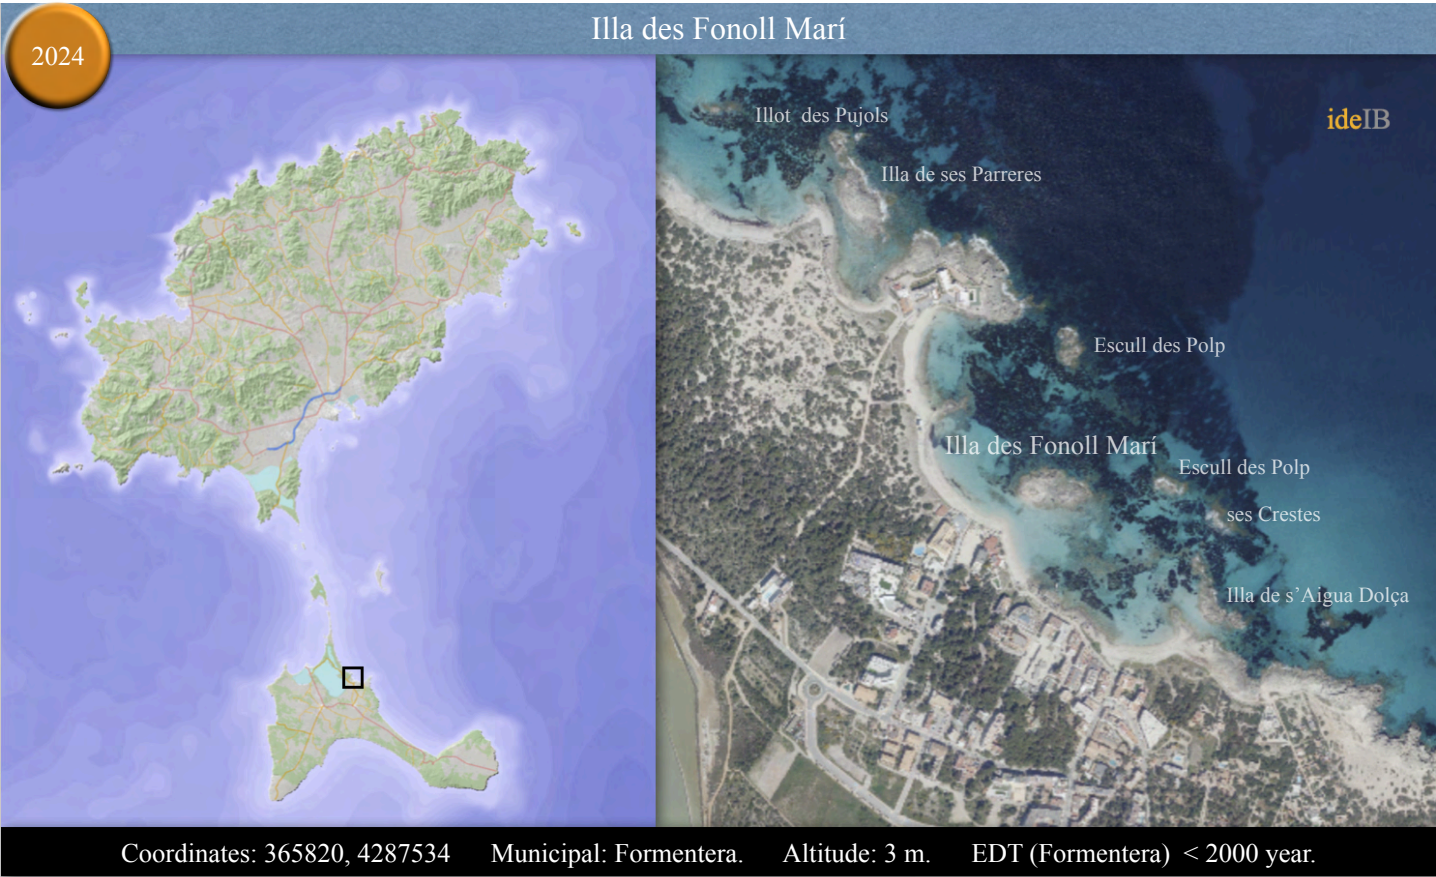 Illa des Fonoll Marí
2024
Illot des Pujols
ideIB
Illa de ses Parreres
Escull des Polp
Illa des Fonoll Marí
Escull des Polp
ses Crestes
Illa de s’Aigua Dolça
Coordinates: 365820, 4287534 Municipal: Formentera. Altitude: 3 m. EDT (Formentera) < 2000 year.